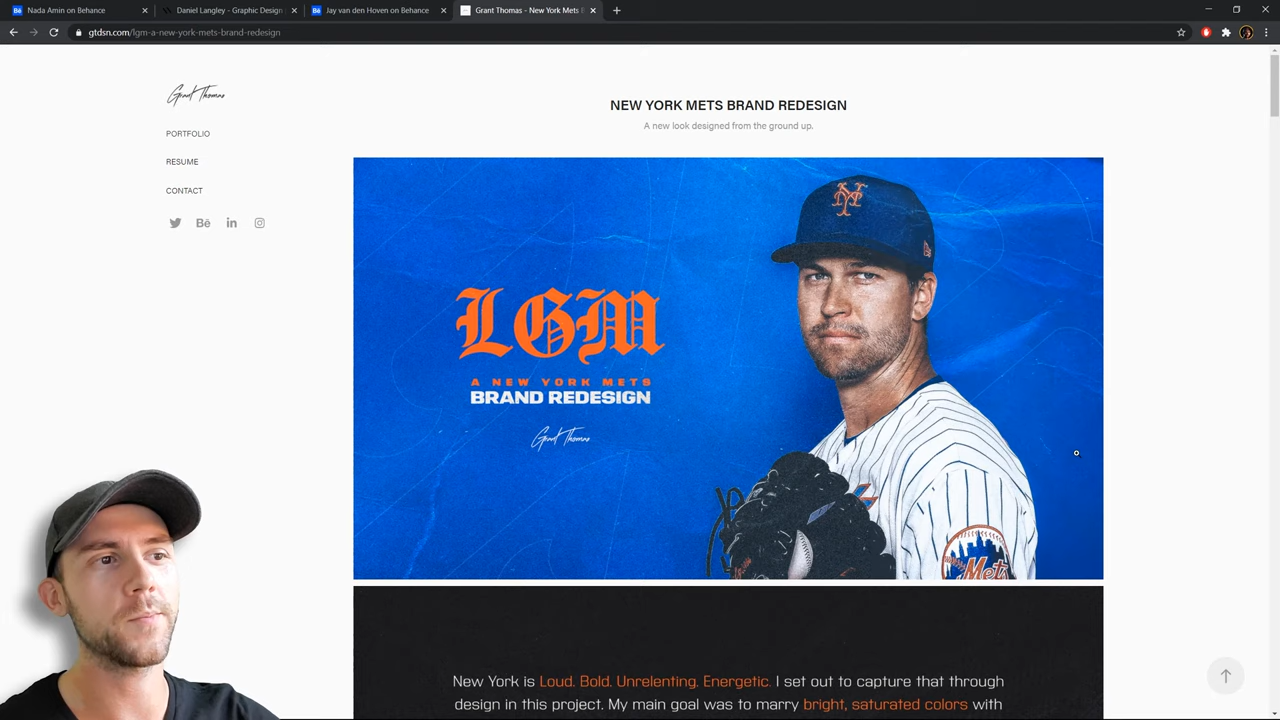 Nada Amin on Behance
Daniel Langley - Graphic Design
Jay van den Hoven on Behance
Grant Thomas - New York Mets B
gtdsn.com/lgm-a-new-york-mets-brand-redesign
Grant Thomas
PORTFOLIO
RESUME
CONTACT
Bē
in
NEW YORK METS BRAND REDESIGN
A new look designed from the ground up.
NY
LGM
A NEW YORK METS
BRAND REDESIGN
Grant Thomas
Mets
New York is Loud. Bold. Unrelenting. Energetic. I set out to capture that through
design in this project. My main goal was to marry bright, saturated colors with